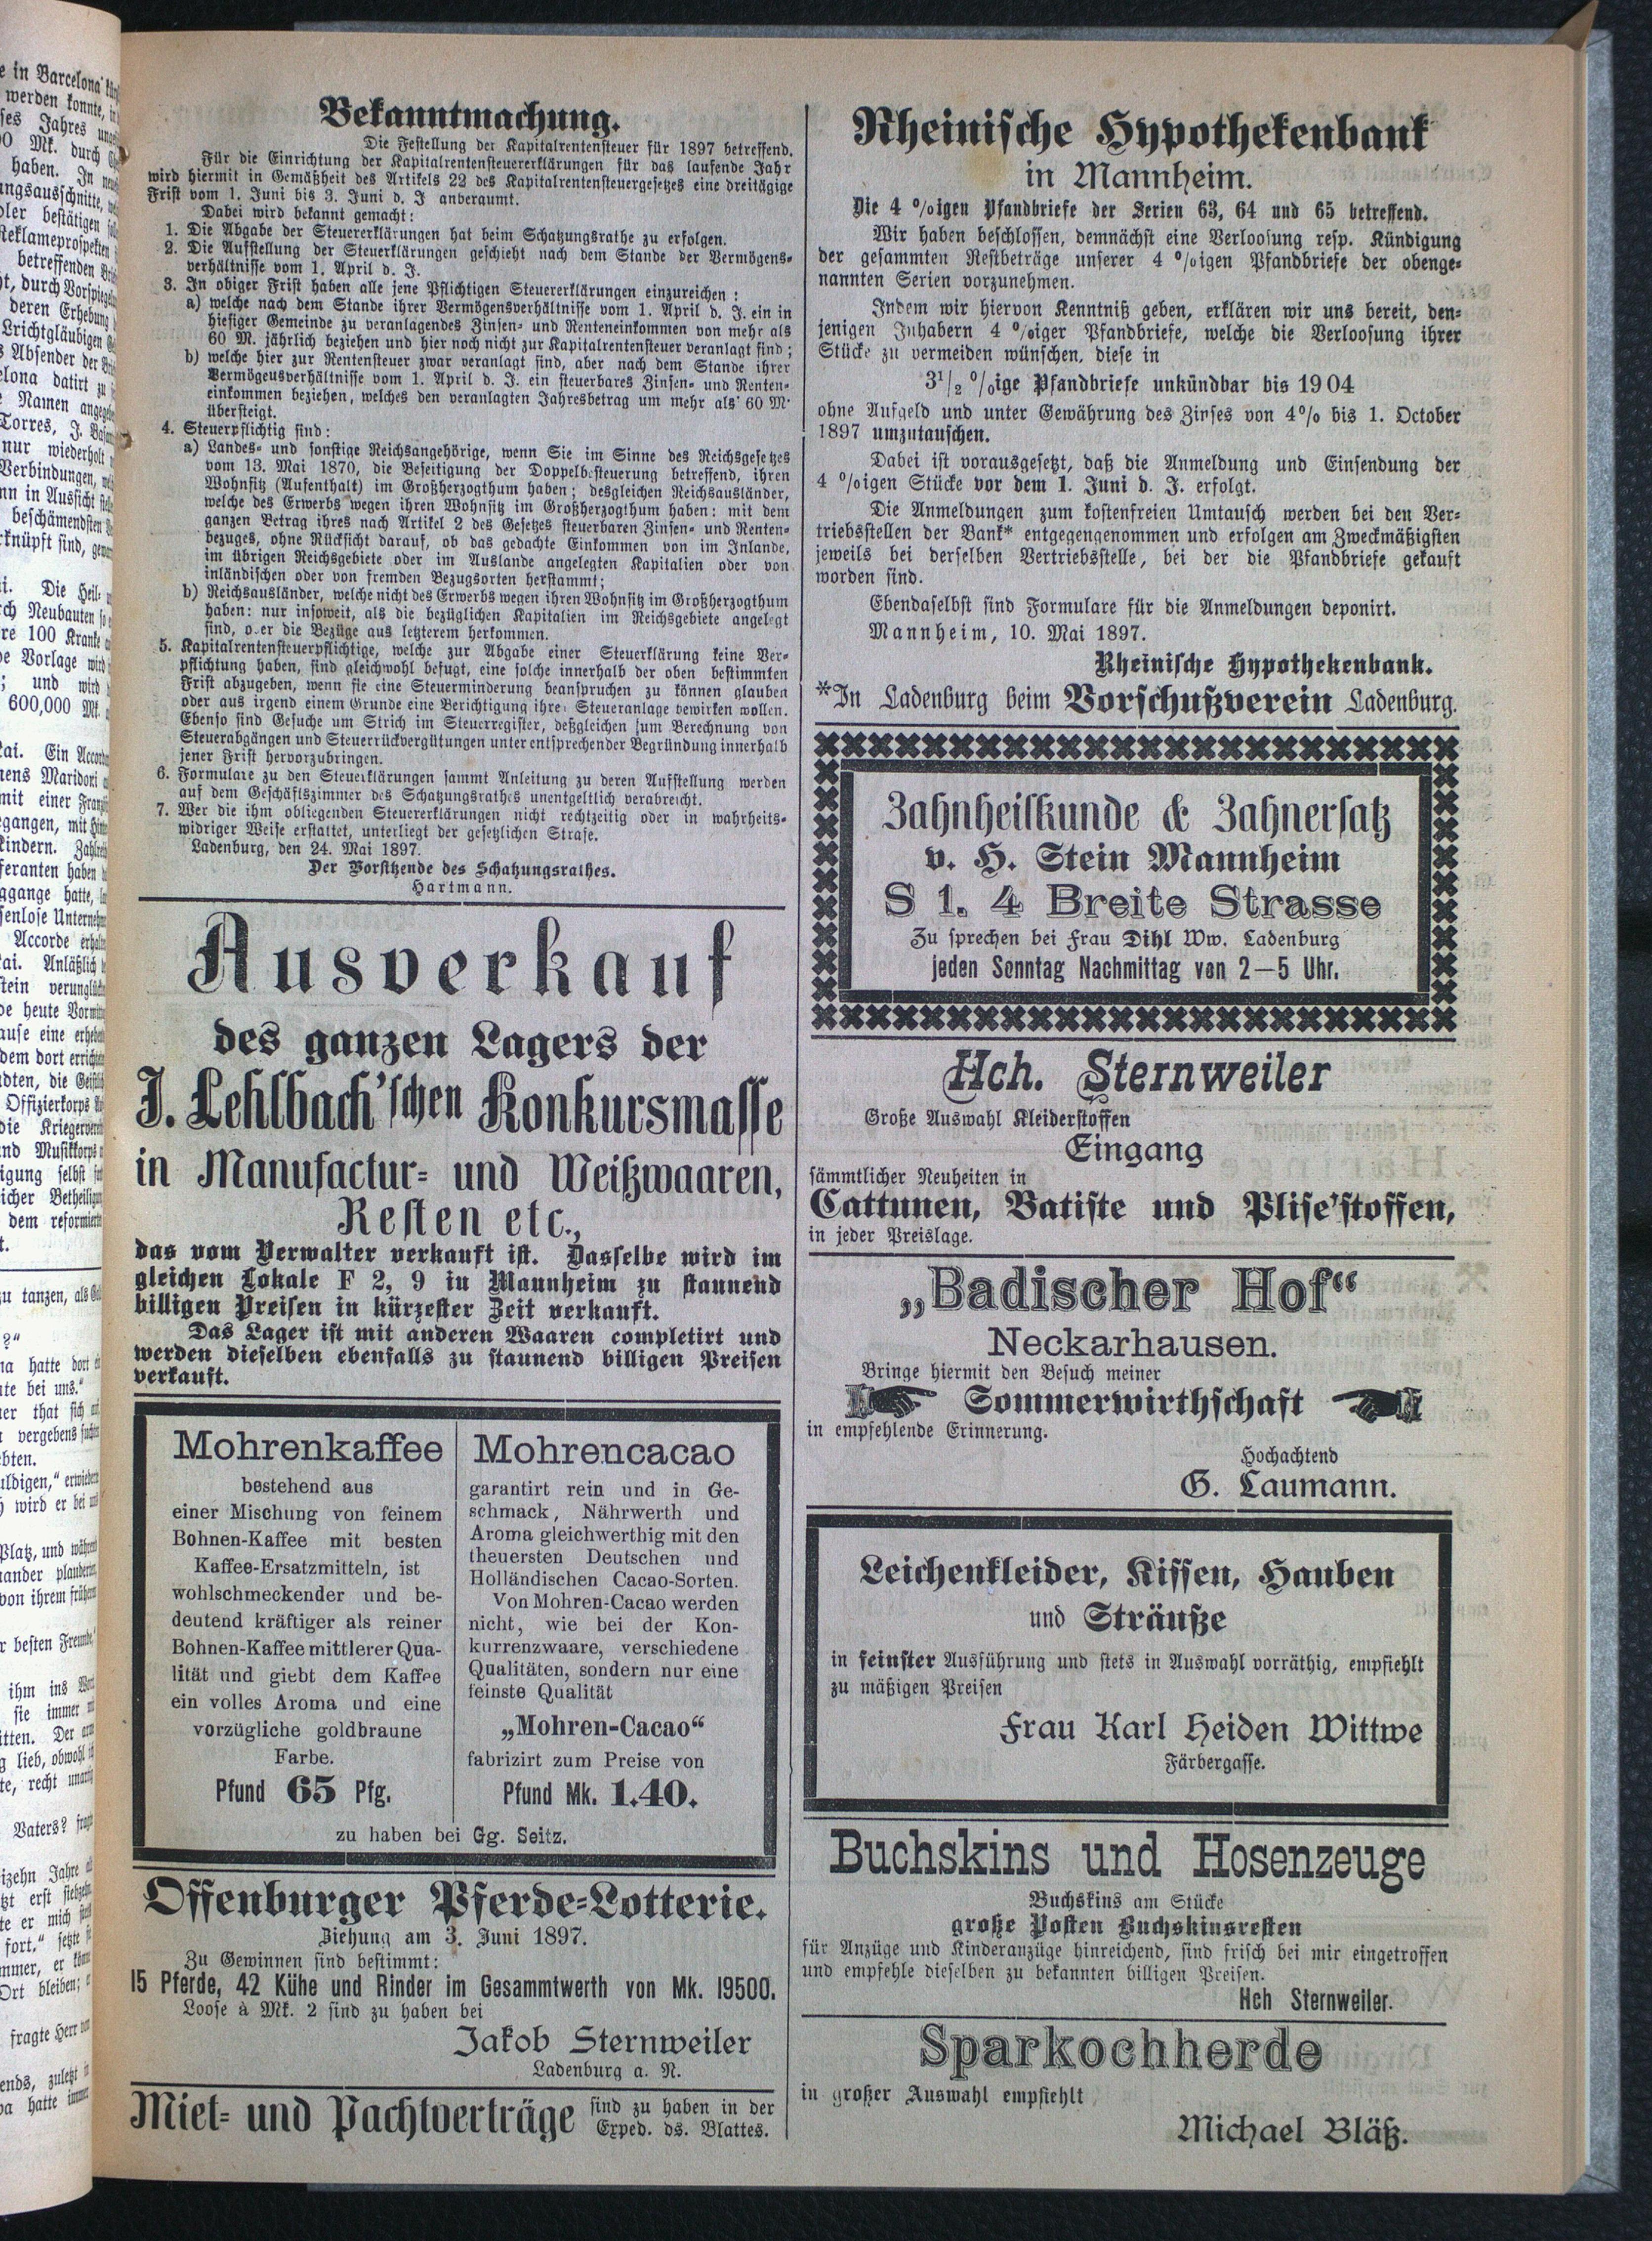 Bekanntmachung.
Die Festellung der Kapitalrentensteuer für 1897 betreffend.
Für die Einrichtung der Kapitalrentensteuererklärungen für das laufende Jahr
wird hiermit in Gemäßheit des Artikels 22 des Kapitalrentensteuergesetzes eine dreitägige
Frist vom 1. Juni bis 3. Juni d. J anberaumt.
Dabei wird bekannt gemacht:
1. Die Abgabe der Steuererklärungen hat beim Schatzungsrathe zu erfolgen.
2. Die Aufstellung der Steuerklärungen geschieht nach dem Stande der Vermögens-
verhältnisse vom 1. April d. J.
3. In obiger Frist haben alle jene Pflichtigen Steuererklärungen einzureichen:
a) welche nach dem Stande ihrer Vermögensverhältnisse vom 1. April d. J. ein in
hiesiger Gemeinde zu veranlagendes Zinsen- und Renteneinkommen von mehr als
60 M. jährlich beziehen und hier noch nicht zur Kapitalrentensteuer veranlagt sind;
b) welche hier zur Rentensteuer zwar veranlagt sind, aber nach dem Stande ihrer
Vermögeusverhältnisse vom 1. April d. J. ein steuerbares Zinsen- und Renten-
einkommen beziehen, welches den veranlagten Jahresbetrag um mehr als 60 M.
übersteigt.
4. Steuerpflichtig sind:
a) Landes- und sonstige Reichsangehörige, wenn Sie im Sinne des Reichsgesetzes
vom 13. Mai 1870, die Beseitigung der Doppelbesteuerung betreffend, ihren
Wohnsitz (Aufenthalt) im Großherzogthum haben; desgleichen Reichsausländer,
welche des Erwerbs wegen ihren Wohnsitz im Großherzogthum haben: mit dem
ganzen Betrag ihres nach Artikel 2 des Gesetzes steuerbaren Zinsen- und Renten-
bezuges, ohne Rücksicht darauf, ob das gedachte Einkommen von im Inlande,
im übrigen Reichsgebiete oder im Auslande angelegten Kapitalien oder von
inländischen oder von fremden Bezugsorten herstammt;
b) Reichsausländer, welche nicht des Erwerbs wegen ihren Wohnsitz im Großherzogthum
haben: nur insoweit, als die bezüglichen Kapitalien im Reichsgebiete angelegt
sind, o er die Bezüge aus letzterem herkommen.
5. Kapitalrentensteuerpflichtige, welche zur Abgabe einer Steuerklärung keine Ver-
pflichtung haben, sind gleichwohl befugt, eine solche innerhalb der oben bestimmten
Frist abzugeben, wenn sie eine Steuerminderung beanspruchen zu können glauben
oder aus irgend einem Grunde eine Berichtigung ihrer Steueranlage bewirken wollen.
Ebenso sind Gesuche um Strich im Steuerregister, deßgleichen zum Berechnung von
Steuerabgängen und Steuerrückvergütungen unter entsprechender Begründung innerhalb
jener Frist hervorzubringen.
6. Formulare zu den Steuerklärungen sammt Anleitung zu deren Aufstellung werden
auf dem Geschäftszimmer des Schatzungsrathes unentgeltlich verabreicht.
7. Wer die ihm obliegenden Steuererklärungen nicht rechtzeitig oder in wahrheits-
widriger Weise erstattet, unterliegt der gesetzlichen Strafe.
Ladenburg, den 24. Mai 1897.
Der Vorsitzende des Schatzungsrathes.
Hartmann.
Ausverkauf
des ganzen Lagers der
J. Lehlbach'schen Konkursmasse
in Manufactur- und Weißwaaren,
Resten etc.,
das vom Verwalter verkauft ist. Dasselbe wird im
gleichen Lokale F 2, 9 in Mannheim zu staunend
billigen Preisen in kürzester Zeit verkauft.
Das Lager ist mit anderen Waaren completirt und
werden dieselben ebenfalls zu staunend billigen Preisen
verkauft.
Mohrenkaffee
bestehend aus
einer Mischung von feinem
Bohnen-Kaffee mit besten
Kaffee-Ersatzmitteln, ist
wohlschmeckender und be-
deutend kräftiger als reiner
Bohnen-Kaffee mittlerer Qua-
lität und giebt dem Kaffee
ein volles Aroma und eine
vorzügliche goldbraune
Farbe.
Pfund 65 Pfg.
Mohrencacao
garantirt rein und in Ge-
schmack, Nährwerth und
Aroma gleichwerthig mit den
theuersten Deutschen und
Holländischen Cacao-Sorten.
Von Mohren-Cacao werden
nicht, wie bei der Kon-
kurrenzwaare, verschiedene
Qualitäten, sondern nur eine
feinste Qualität
„Mohren-Cacao“
fabrizirt zum Preise von
Pfund Mk. 1.40.
zu haben bei Gg. Seitz.
Offenburger Pferde-Lotterie.
Ziehung am 3. Juni 1897.
Zu Gewinnen sind bestimmt:
15 Pferde, 42 Kühe und Rinder im Gesammtwerth von Mk. 19500.
Loose à Mk. 2 sind zu haben bei
Jakob Sternweiler
Ladenburg a. N.
Miet- und Pachtverträge sind zu haben in der
Exped. ds. Blattes.
Rheinische Hypothekenbank
in Mannheim.
Die 4 %igen Pfandbriefe der Serien 63, 64 und 65 betreffend.
Wir haben beschlossen, demnächst eine Verloosung resp. Kündigung
der gesammten Restbeträge unserer 4 %igen Pfandbriefe der obenge-
nannten Serien vorzunehmen.
Indem wir hiervon Kenntniß geben, erklären wir uns bereit, den-
jenigen Inhabern 4 %iger Pfandbriefe, welche die Verloosung ihrer
Stücke zu vermeiden wünschen, diese in
3 1/2 %ige Pfandbriefe unkündbar bis 1904
ohne Aufgeld und unter Gewährung des Zinses von 4% bis 1. October
1897 umzutauschen.
Dabei ist vorausgesetzt, daß die Anmeldung und Einsendung der
4 %igen Stücke vor dem 1. Juni d. J. erfolgt.
Die Anmeldungen zum kostenfreien Umtausch werden bei den Ver-
triebsstellen der Bank* entgegengenommen und erfolgen am Zweckmäßigsten
jeweils bei derselben Vertriebsstelle, bei der die Pfandbriefe gekauft
worden sind.
Ebendaselbst sind Formulare für die Anmeldungen deponirt.
Mannheim, 10. Mai 1897.
Rheinische Hypothekenbank.
*In Ladenburg beim Vorschußverein Ladenburg.
Zahnheilkunde & Zahnersatz
v. H. Stein Mannheim
S 1. 4 Breite Strasse
Zu sprechen bei Frau Dihl Ww. Ladenburg
jeden Sonntag Nachmittag von 2—5 Uhr.
Hch. Sternweiler
Große Auswahl Kleiderstoffen
Eingang
sämmtlicher Neuheiten in
Cattunen, Batiste und Plise'stoffen,
in jeder Preislage.
„Badischer Hof“
Neckarhausen.
Bringe hiermit den Besuch meiner
Sommerwirthschaft
in empfehlende Erinnerung.
Hochachtend
G. Laumann.
Leichenkleider, Kissen, Hauben
und Sträuße
in feinster Ausführung und stets in Auswahl vorräthig, empfiehlt
zu mäßigen Preisen
Frau Karl Heiden Wittwe
Färbergasse.
Buchskins und Hosenzeuge
Buchskins am Stücke
große Posten Buchskinsresten
für Anzüge und Kinderanzüge hinreichend, sind frisch bei mir eingetroffen
und empfehle dieselben zu bekannten billigen Preisen.
Hch Sternweiler.
Sparkochherde
in großer Auswahl empfiehlt
Michael Bläß.